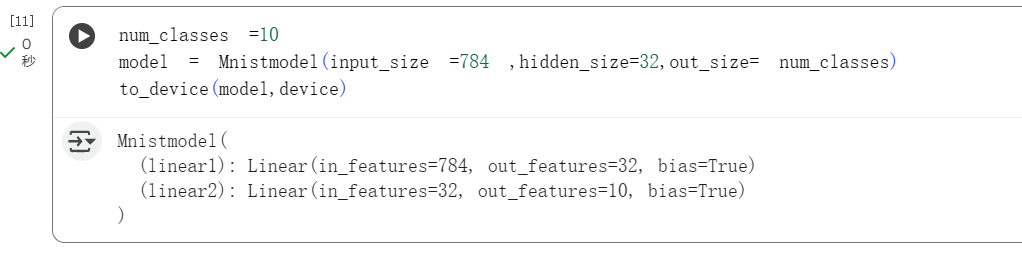 [11]
0
秒
num_classes =10
model = Mnistmodel(input_size =784 ,hidden_size=32,out_size= num_classes)
to_device(model,device)
Mnistmodel(
  (linear1): Linear(in_features=784, out_features=32, bias=True)
  (linear2): Linear(in_features=32, out_features=10, bias=True)
)